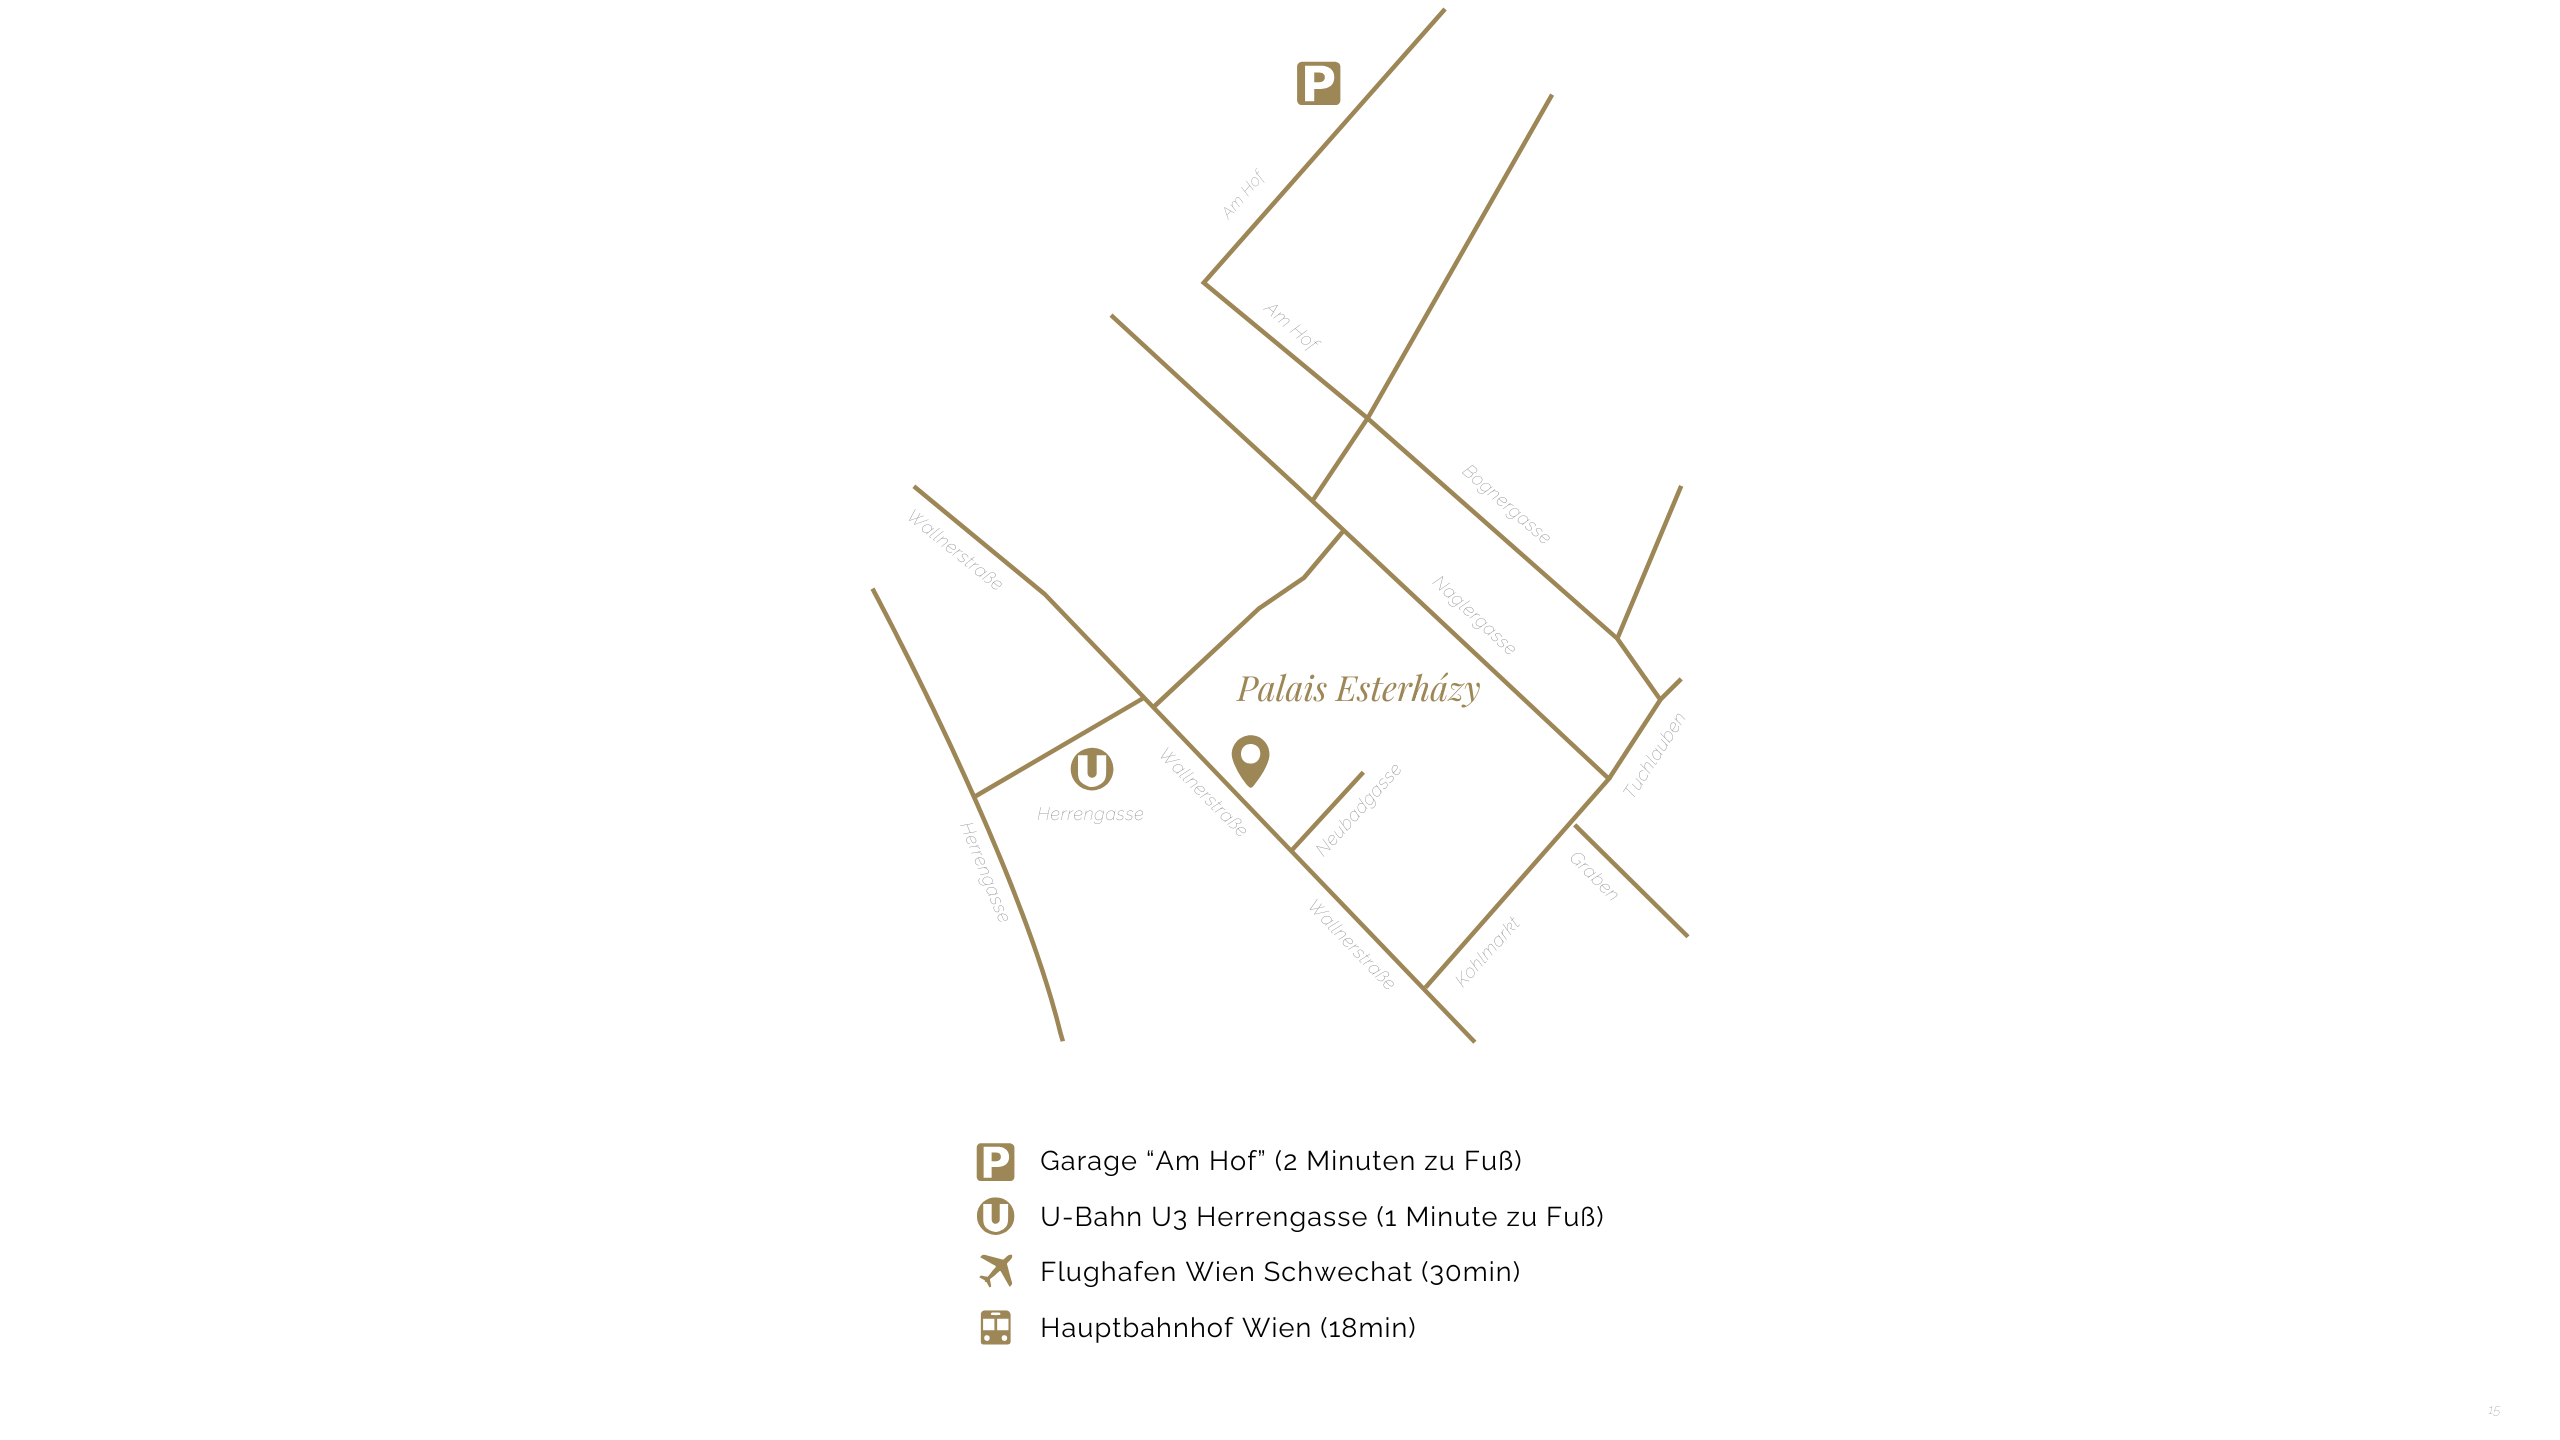 P
Am Hof
Am Hof
Bognergasse
Wallnerstraße
Naglergasse
Palais Esterházy
Tuchlauben
U
Wallnerstraße
Neubadgasse
Herrengasse
Herrengasse
Graben
Wallnerstraße
Kohlmarkt
P Garage “Am Hof” (2 Minuten zu Fuß)
U U-Bahn U3 Herrengasse (1 Minute zu Fuß)
Flughafen Wien Schwechat (30min)
Hauptbahnhof Wien (18min)
15